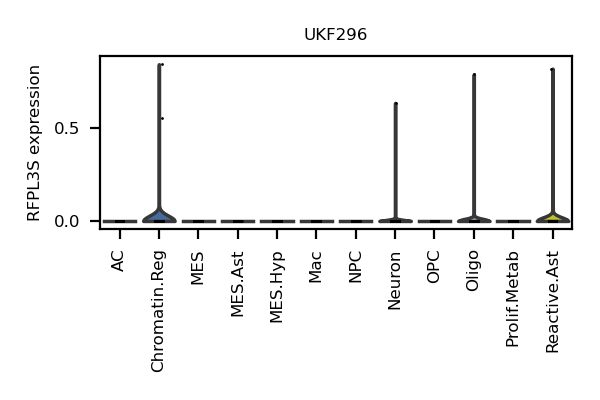 UKF296
RFPL3S expression
0.5
0.0
AC
Chromatin.Reg
MES
MES.Ast
MES.Hyp
Mac
NPC
Neuron
OPC
Oligo
Prolif.Metab
Reactive.Ast